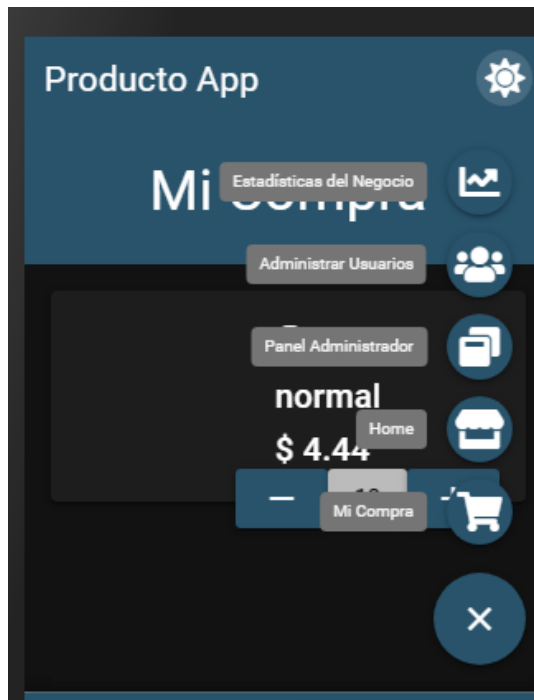 Producto App
Mi Compra
Estadísticas del Negocio
Administrar Usuarios
Panel Administrador
normal
Home
$ 4.44
Mi Compra